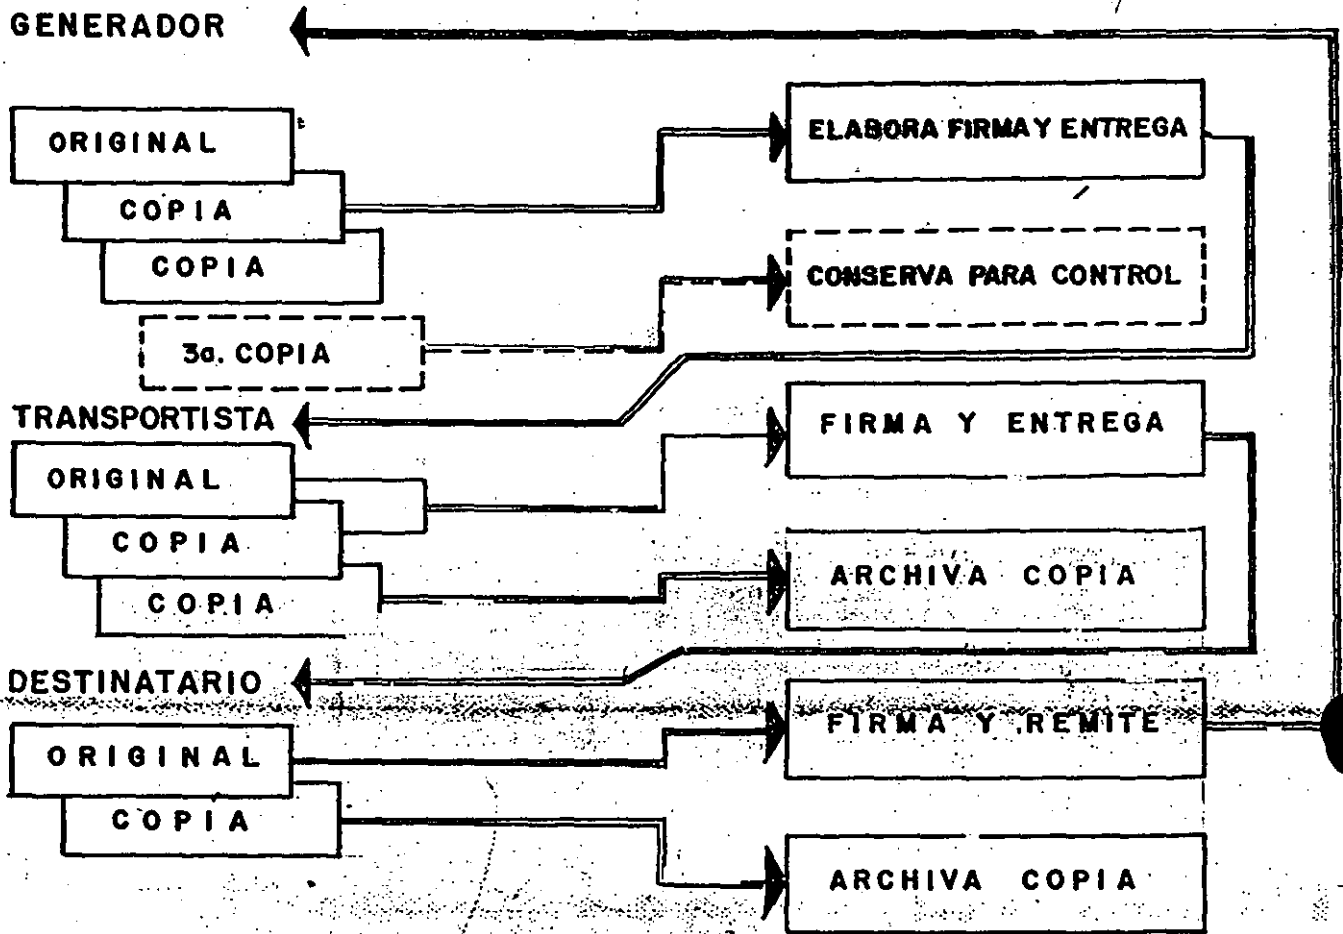 GENERADOR
ORIGINAL
COPIA
COPIA
3a. COPIA
ELABORA FIRMA Y ENTREGA
CONSERVA PARA CONTROL
TRANSPORTISTA
ORIGINAL
COPIA
COPIA
FIRMA Y ENTREGA
ARCHIVA COPIA
DESTINATARIO
ORIGINAL
COPIA
FIRMA Y REMITE
ARCHIVA COPIA